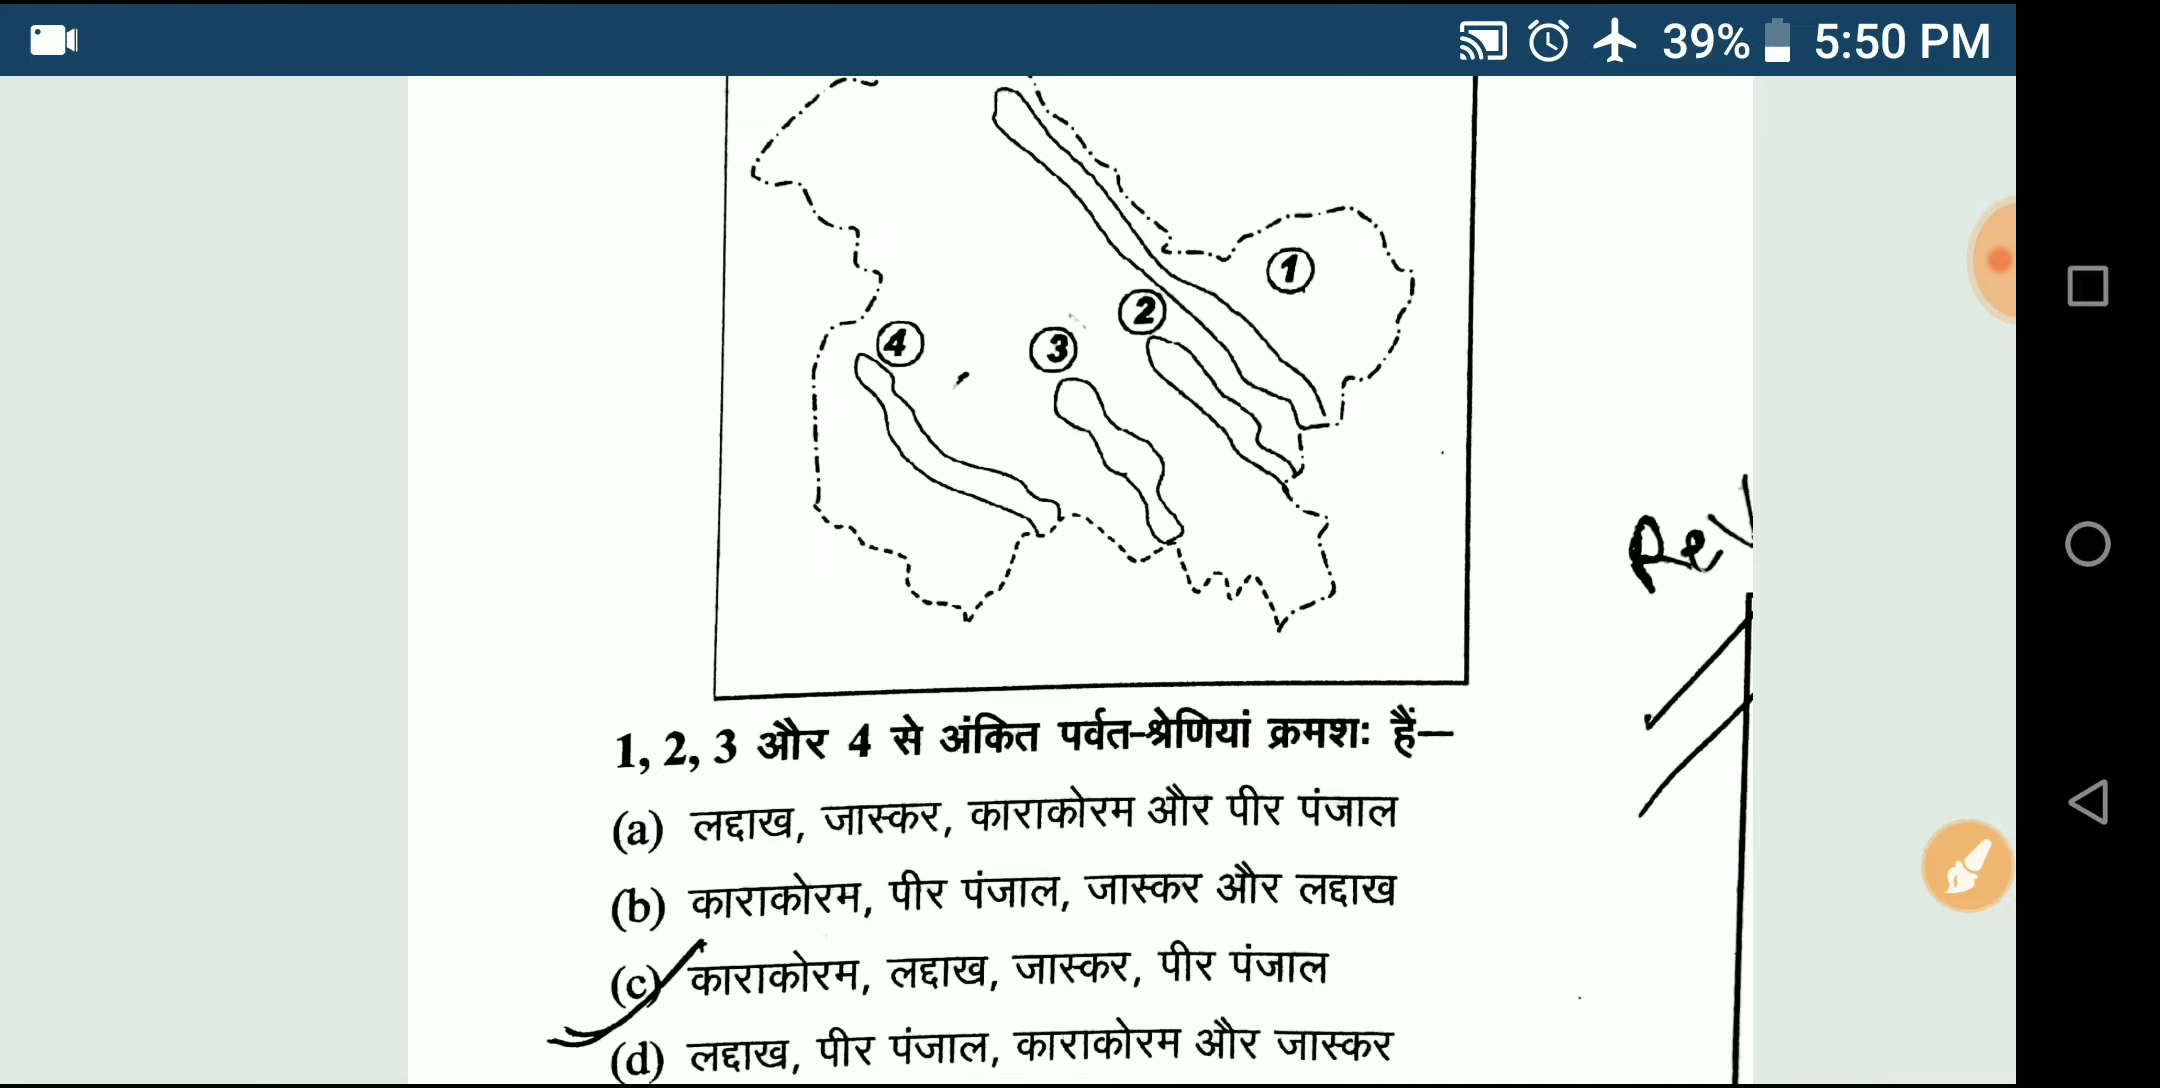 39% 5:50 PM
1
2
3
4
Rev
1, 2, 3 और 4 से अंकित पर्वत-श्रेणियां क्रमशः हैं—
(a) लद्दाख, जास्कर, काराकोरम और पीर पंजाल
(b) काराकोरम, पीर पंजाल, जास्कर और लद्दाख
(c) काराकोरम, लद्दाख, जास्कर, पीर पंजाल
(d) लद्दाख, पीर पंजाल, काराकोरम और जास्कर